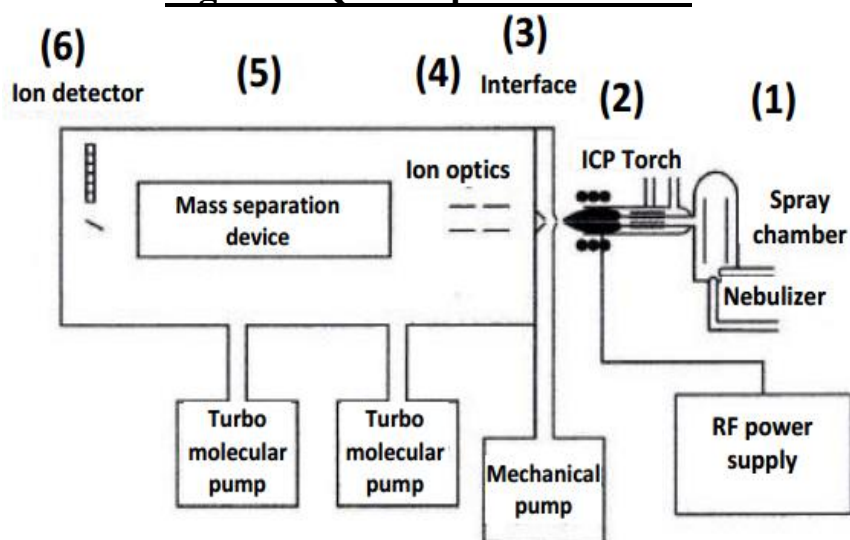 (6)
Ion detector
(5)
(4)
(3)
Interface
(2)
ICP Torch
(1)
Ion optics
Mass separation
device
Spray
chamber
Nebulizer
Turbo
molecular
pump
Turbo
molecular
pump
Mechanical
pump
RF power
supply